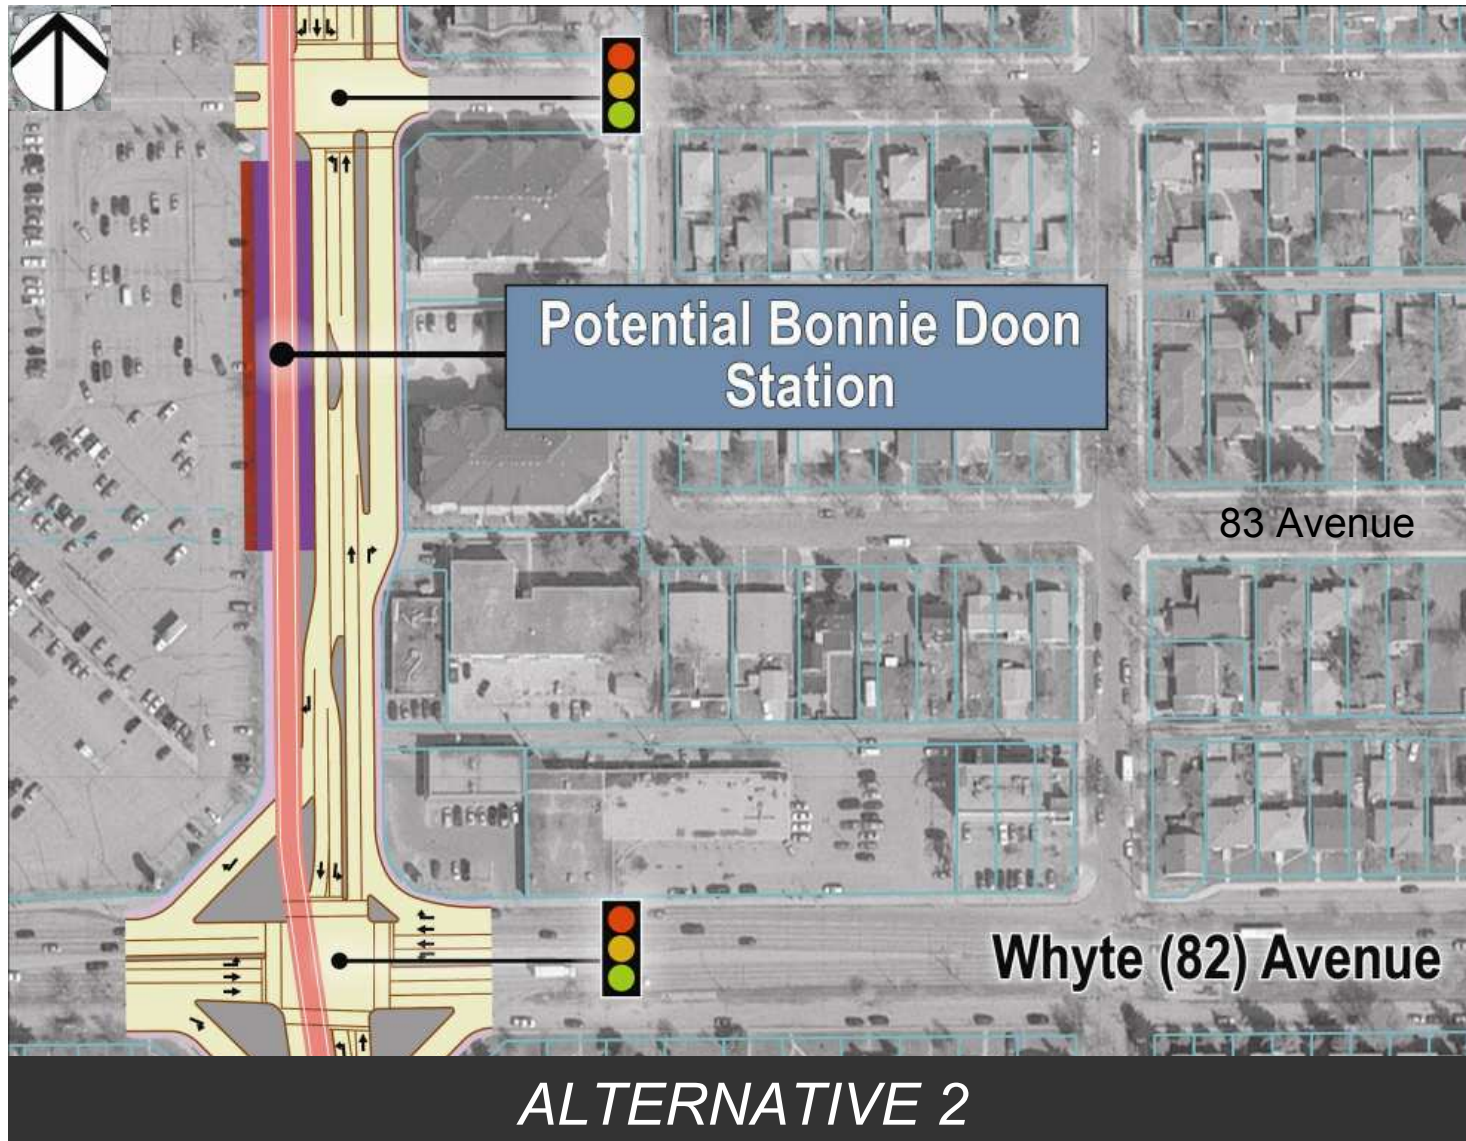 Potential Bonnie Doon
Station
83 Avenue
Whyte (82) Avenue
ALTERNATIVE 2